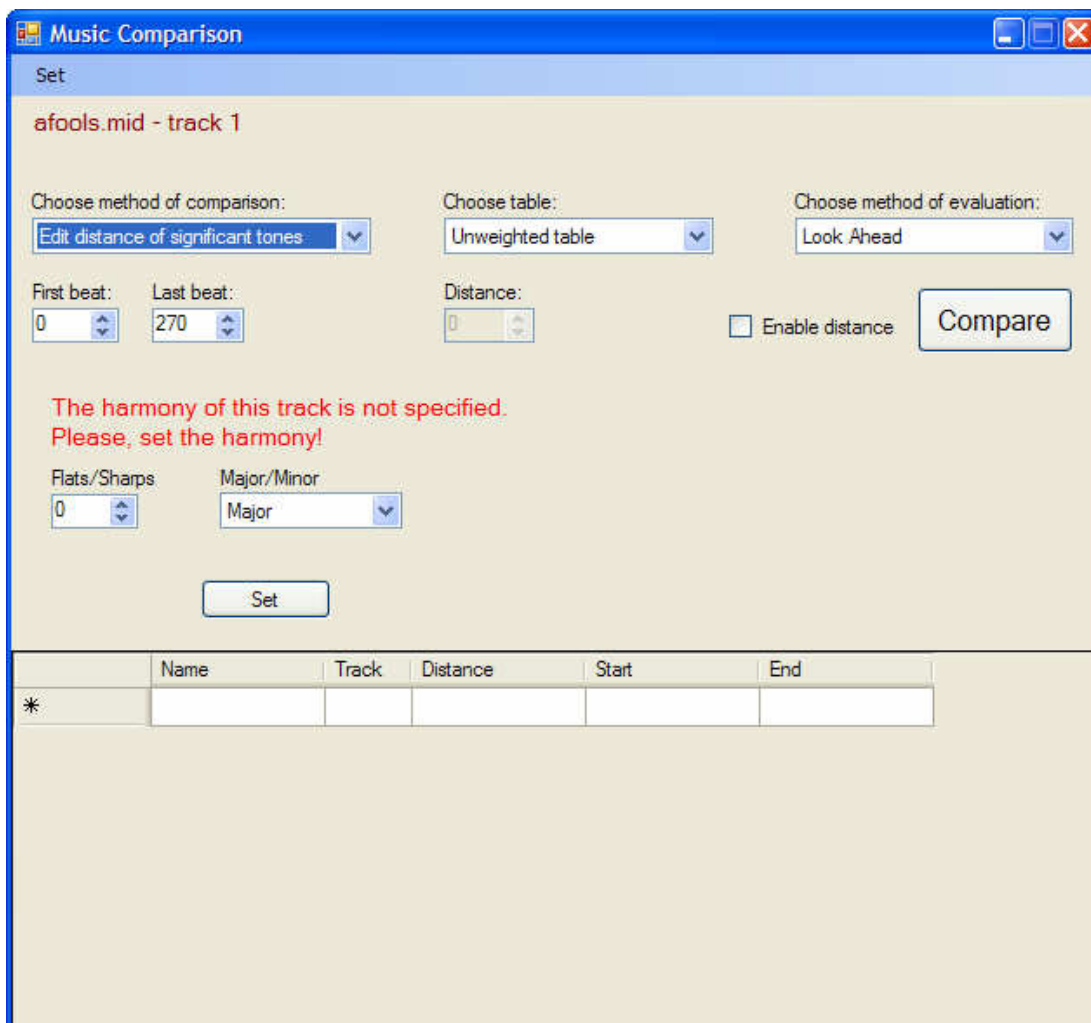 Music Comparison
Set
afools.mid - track 1
Choose method of comparison: Choose table: Choose method of evaluation:
Edit distance of significant tones Unweighted table Look Ahead
First beat: Last beat: Distance:
0 270 0 Enable distance Compare
The harmony of this track is not specified.
Please, set the harmony!
Flats/Sharps Major/Minor
0 Major
Set
Name Track Distance Start End
*